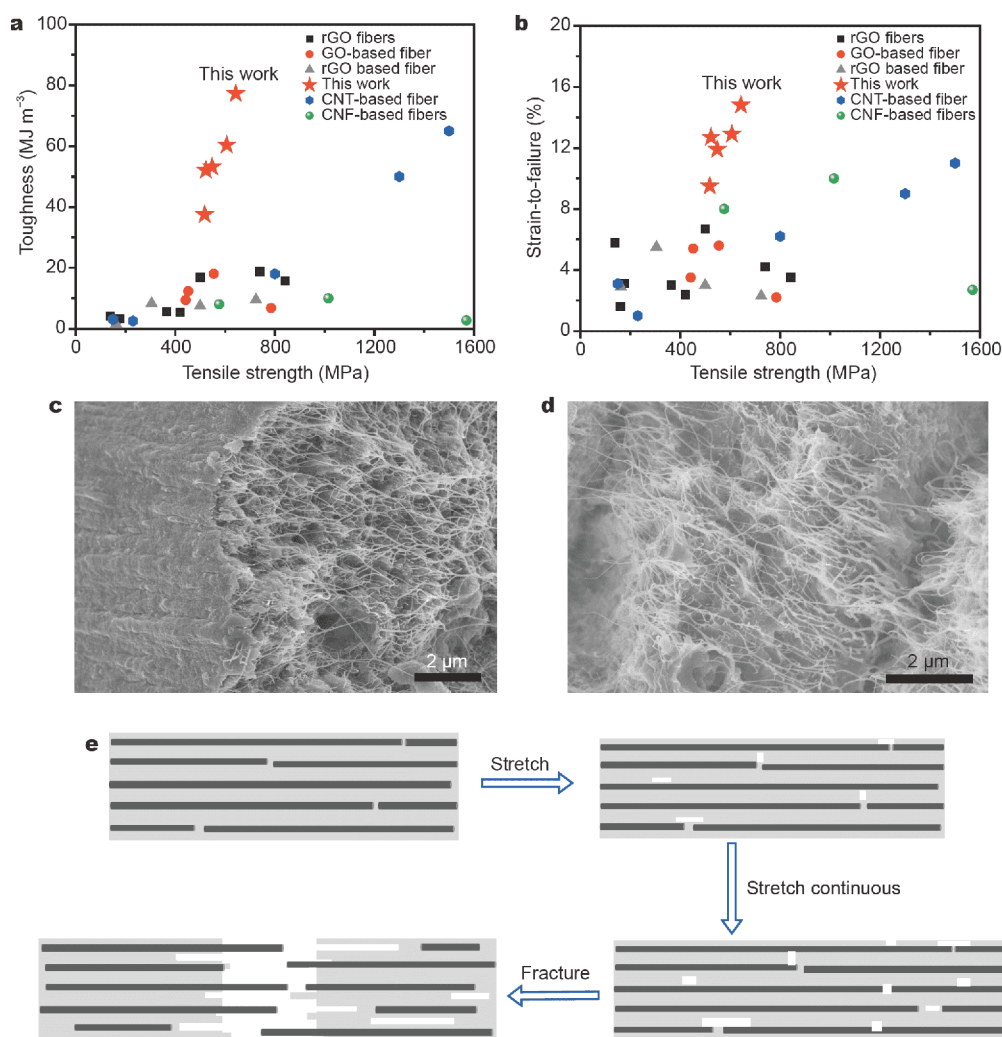 a
100
80
60
40
20
0
0
400
800
1200
1600
Toughness (MJ m⁻³)
Tensile strength (MPa)
rGO fibers
GO-based fiber
rGO based fiber
This work
CNT-based fiber
CNF-based fibers
This work
b
20
16
12
8
4
0
0
400
800
1200
1600
Strain-to-failure (%)
Tensile strength (MPa)
rGO fibers
GO-based fiber
rGO based fiber
This work
CNT-based fiber
CNF-based fibers
This work
c
2 μm
d
2 μm
e
Stretch
Stretch continuous
Fracture